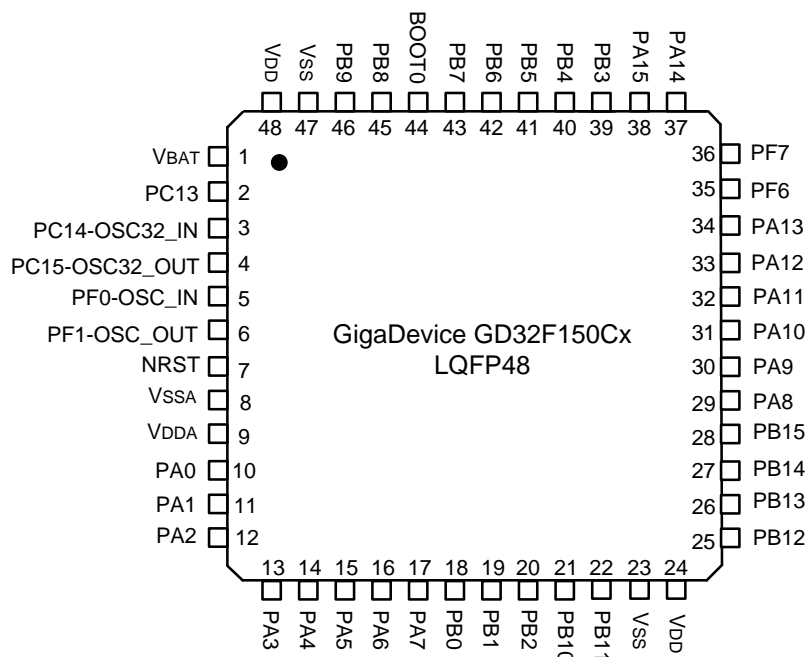 VDD VSS PB9 PB8 BOOT0 PB7 PB6 PB5 PB4 PB3 PA15 PA14
48 47 46 45 44 43 42 41 40 39 38 37
VBAT 1
PC13 2
PC14-OSC32_IN 3
PC15-OSC32_OUT 4
PF0-OSC_IN 5
PF1-OSC_OUT 6
NRST 7
VSSA 8
VDDA 9
PA0 10
PA1 11
PA2 12
GigaDevice GD32F150Cx
LQFP48
36 PF7
35 PF6
34 PA13
33 PA12
32 PA11
31 PA10
30 PA9
29 PA8
28 PB15
27 PB14
26 PB13
25 PB12
13 14 15 16 17 18 19 20 21 22 23 24
PA3 PA4 PA5 PA6 PA7 PB0 PB1 PB2 PB10 PB11 VSS VDD